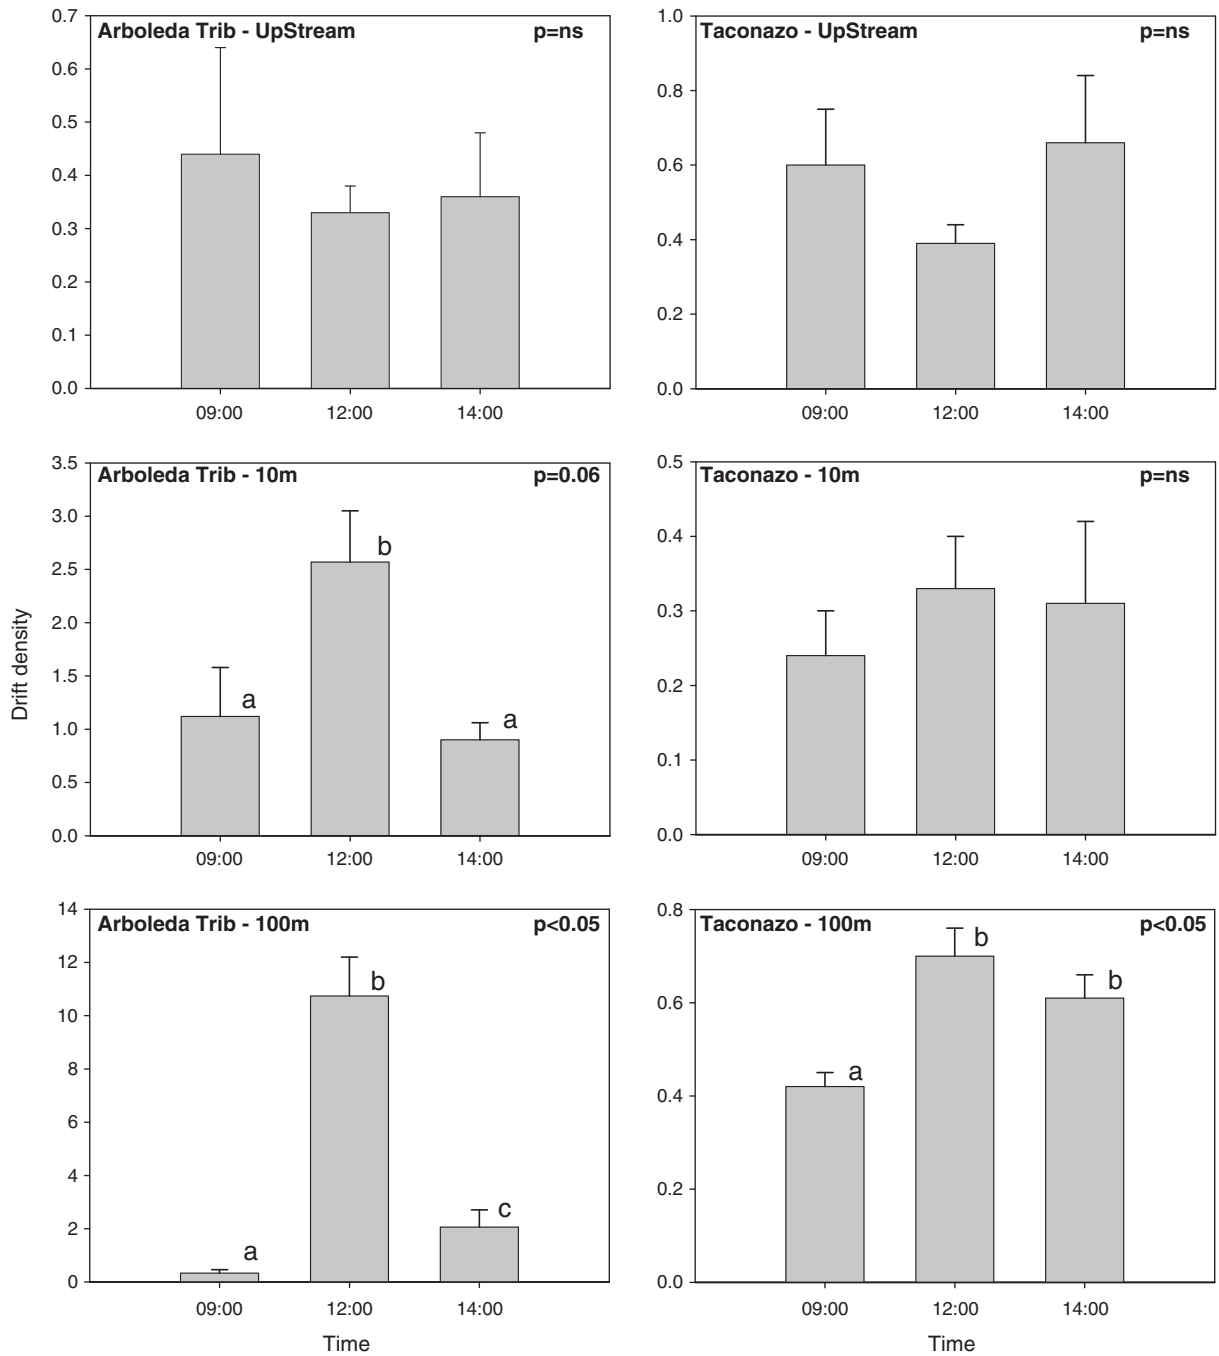 Arboleda Trib - UpStream p=ns
0.7
0.6
0.5
0.4
0.3
0.2
0.1
0.0
09:00 12:00 14:00
Taconazo - UpStream p=ns
1.0
0.8
0.6
0.4
0.2
0.0
09:00 12:00 14:00
Drift density
Arboleda Trib - 10m p=0.06
3.5
3.0
2.5
2.0
1.5
1.0
0.5
0.0
a b a
09:00 12:00 14:00
Taconazo - 10m p=ns
0.5
0.4
0.3
0.2
0.1
0.0
09:00 12:00 14:00
Arboleda Trib - 100m p<0.05
14
12
10
8
6
4
2
0
a b c
09:00 12:00 14:00
Time
Taconazo - 100m p<0.05
0.8
0.6
0.4
0.2
0.0
a b b
09:00 12:00 14:00
Time